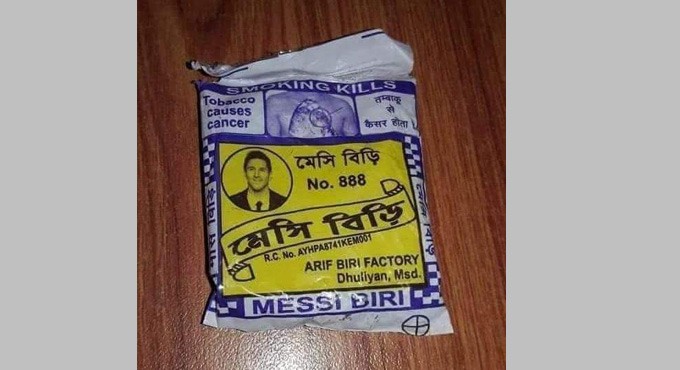 SMOKING KILLS
Tobacco
causes
cancer
तम्बाकू
से
कैंसर होता
মেসি বিড়ি
No. 888
মেসি বিড়ি
R.C. No. AYHPA8741KEM001
ARIF BIRI FACTORY
Dhuliyan, Msd.
MESSI BIRI
বিড়ি
মেসি বিড়ি